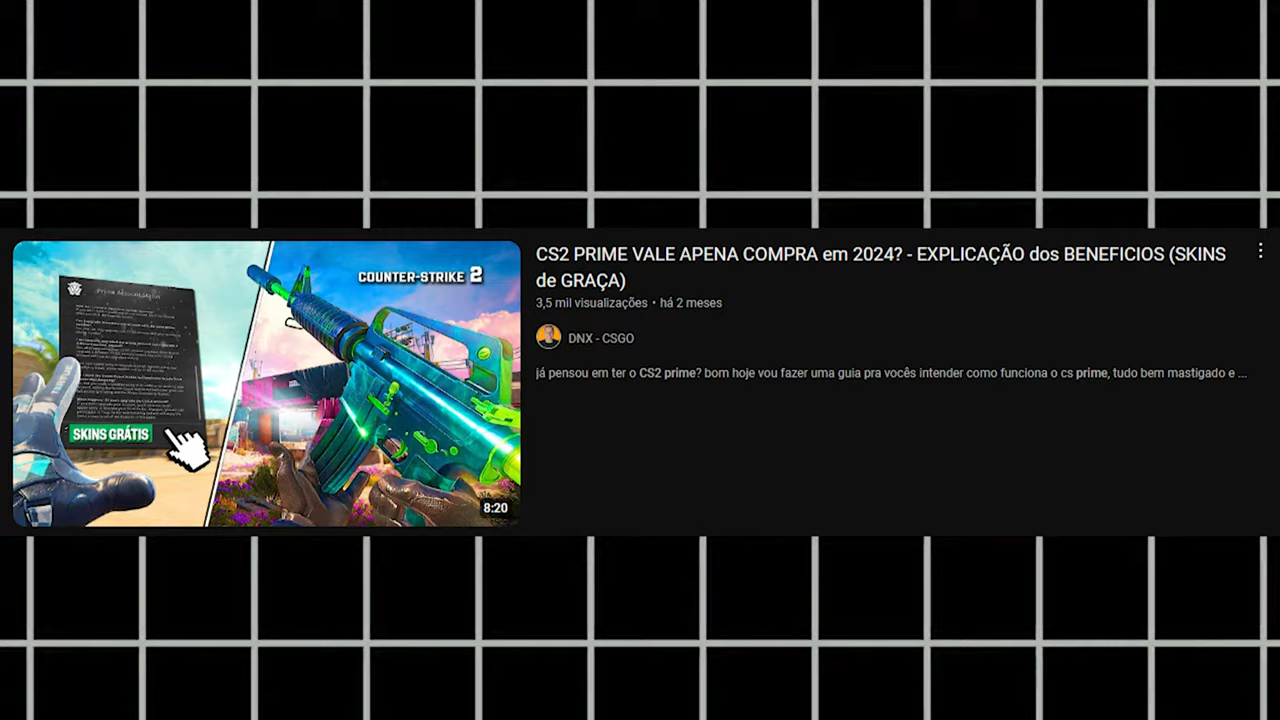 COUNTER-STRIKE 2
SKINS GRÁTIS
8:20
CS2 PRIME VALE APENA COMPRA em 2024? - EXPLICAÇÃO dos BENEFICIOS (SKINS
de GRAÇA)
3,5 mil visualizações • há 2 meses
DNX - CSGO
já pensou em ter o CS2 prime? bom hoje vou fazer uma guia pra vocês intender como funciona o cs prime, tudo bem mastigado e ...